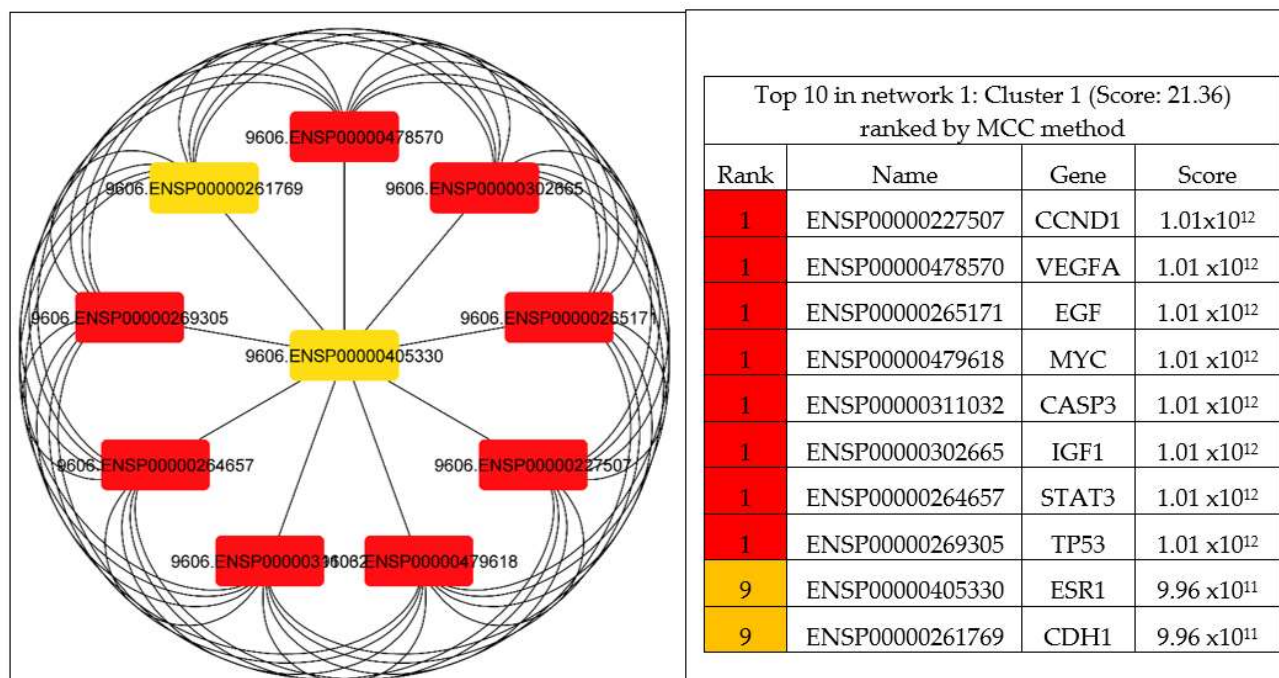 9606.ENSP00000478570
9606.ENSP00000261769
9606.ENSP00000302665
9606.ENSP00000269305
9606.ENSP00000265171
9606.ENSP00000405330
9606.ENSP00000264657
9606.ENSP00000227507
9606.ENSP00000311032
9606.ENSP00000479618
Top 10 in network 1: Cluster 1 (Score: 21.36)
ranked by MCC method
Rank Name Gene Score
1 ENSP00000227507 CCND1 1.01x10¹²
1 ENSP00000478570 VEGFA 1.01 x10¹²
1 ENSP00000265171 EGF 1.01 x10¹²
1 ENSP00000479618 MYC 1.01 x10¹²
1 ENSP00000311032 CASP3 1.01 x10¹²
1 ENSP00000302665 IGF1 1.01 x10¹²
1 ENSP00000264657 STAT3 1.01 x10¹²
1 ENSP00000269305 TP53 1.01 x10¹²
9 ENSP00000405330 ESR1 9.96 x10¹¹
9 ENSP00000261769 CDH1 9.96 x10¹¹